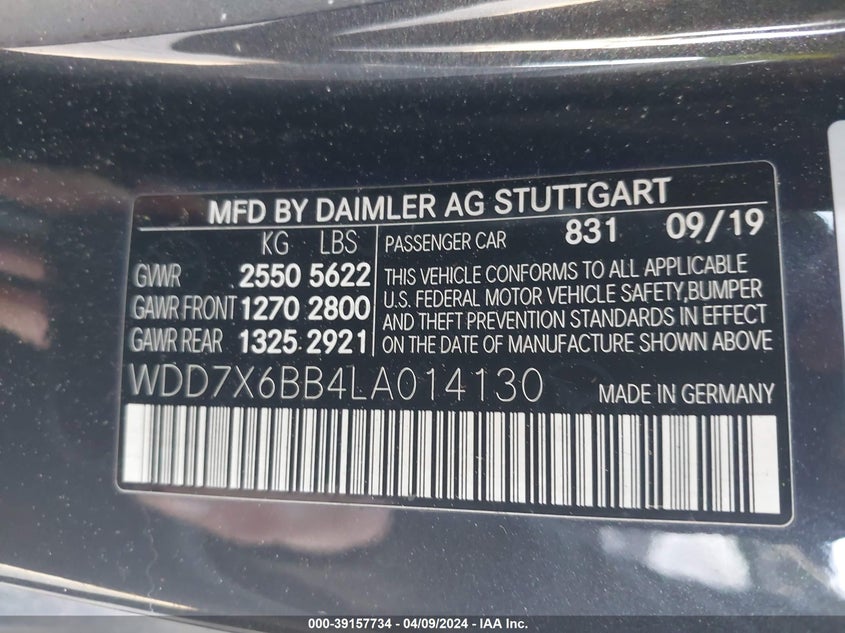 MFD BY DAIMLER AG STUTTGART
KG LBS
GVWR 2550 5622
GAWR FRONT 1270 2800
GAWR REAR 1325 2921
PASSENGER CAR 831 09/19
THIS VEHICLE CONFORMS TO ALL APPLICABLE
U.S. FEDERAL MOTOR VEHICLE SAFETY,BUMPER
AND THEFT PREVENTION STANDARDS IN EFFECT
ON THE DATE OF MANUFACTURE SHOWN ABOVE
WDD7X6BB4LA014130 MADE IN GERMANY
000-39157734 / 04/09/2024 - IAA Inc.